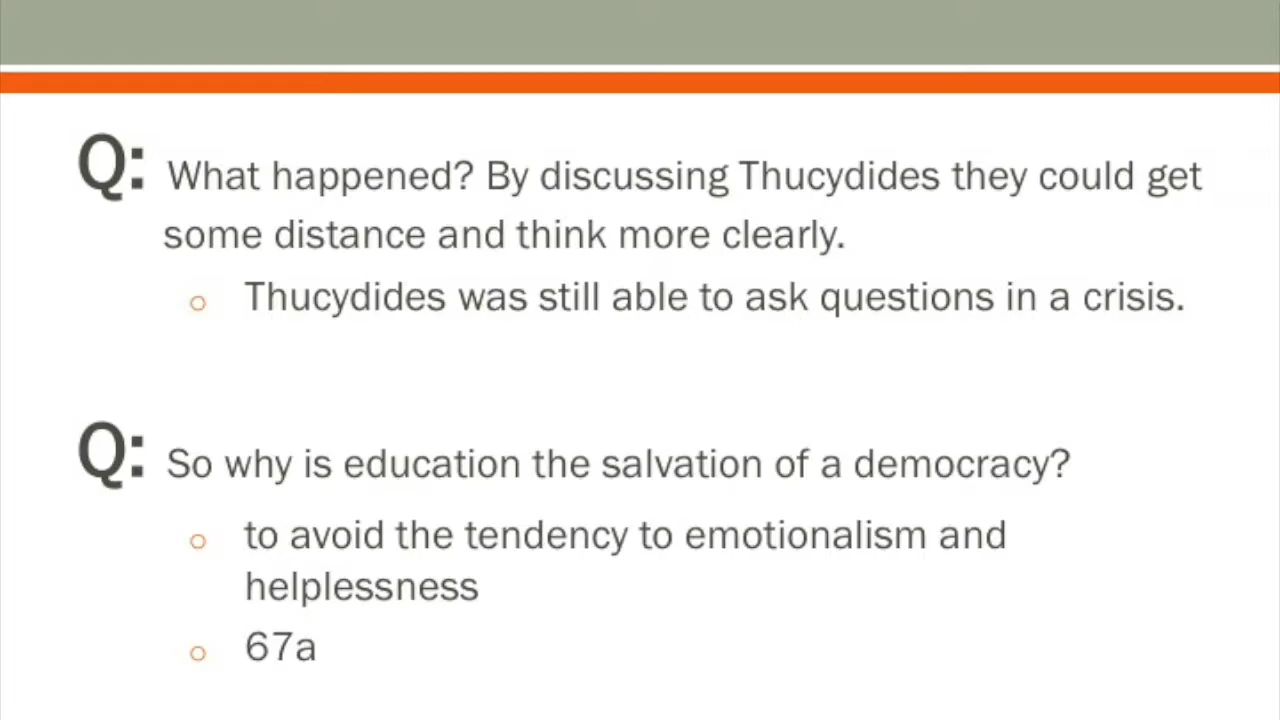 Q: What happened? By discussing Thucydides they could get
some distance and think more clearly.
o Thucydides was still able to ask questions in a crisis.
Q: So why is education the salvation of a democracy?
o to avoid the tendency to emotionalism and
helplessness
o 67a